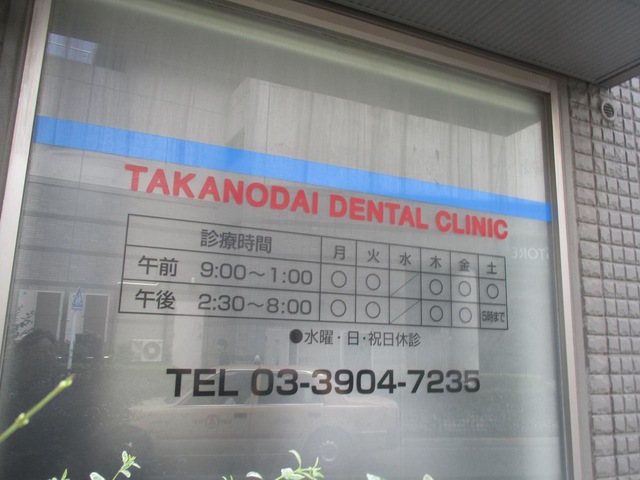 TAKANODAI DENTAL CLINIC
診療時間 月 火 水 木 金 土
午前 9:00～1:00 ○ ○ ／ ○ ○ ○
午後 2:30～8:00 ○ ○ ／ ○ ○ 5時まで
●水曜・日・祝日休診
TEL 03-3904-7235
STORE